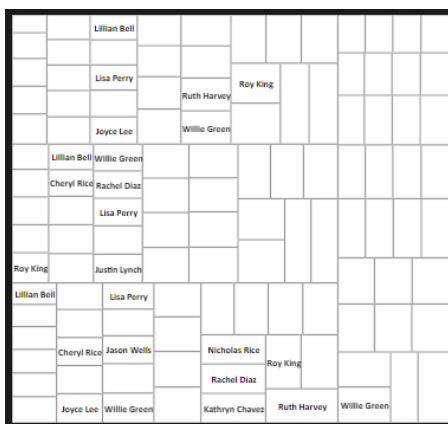 Lillian Bell
Lisa Perry
Roy King
Ruth Harvey
Joyce Lee
Willie Green
Lillian Bell
Willie Green
Cheryl Rice
Rachel Diaz
Lisa Perry
Roy King
Justin Lynch
Lillian Bell
Lisa Perry
Cheryl Rice
Jason Wells
Nicholas Rice
Roy King
Rachel Diaz
Joyce Lee
Willie Green
Kathryn Chavez
Ruth Harvey
Willie Green